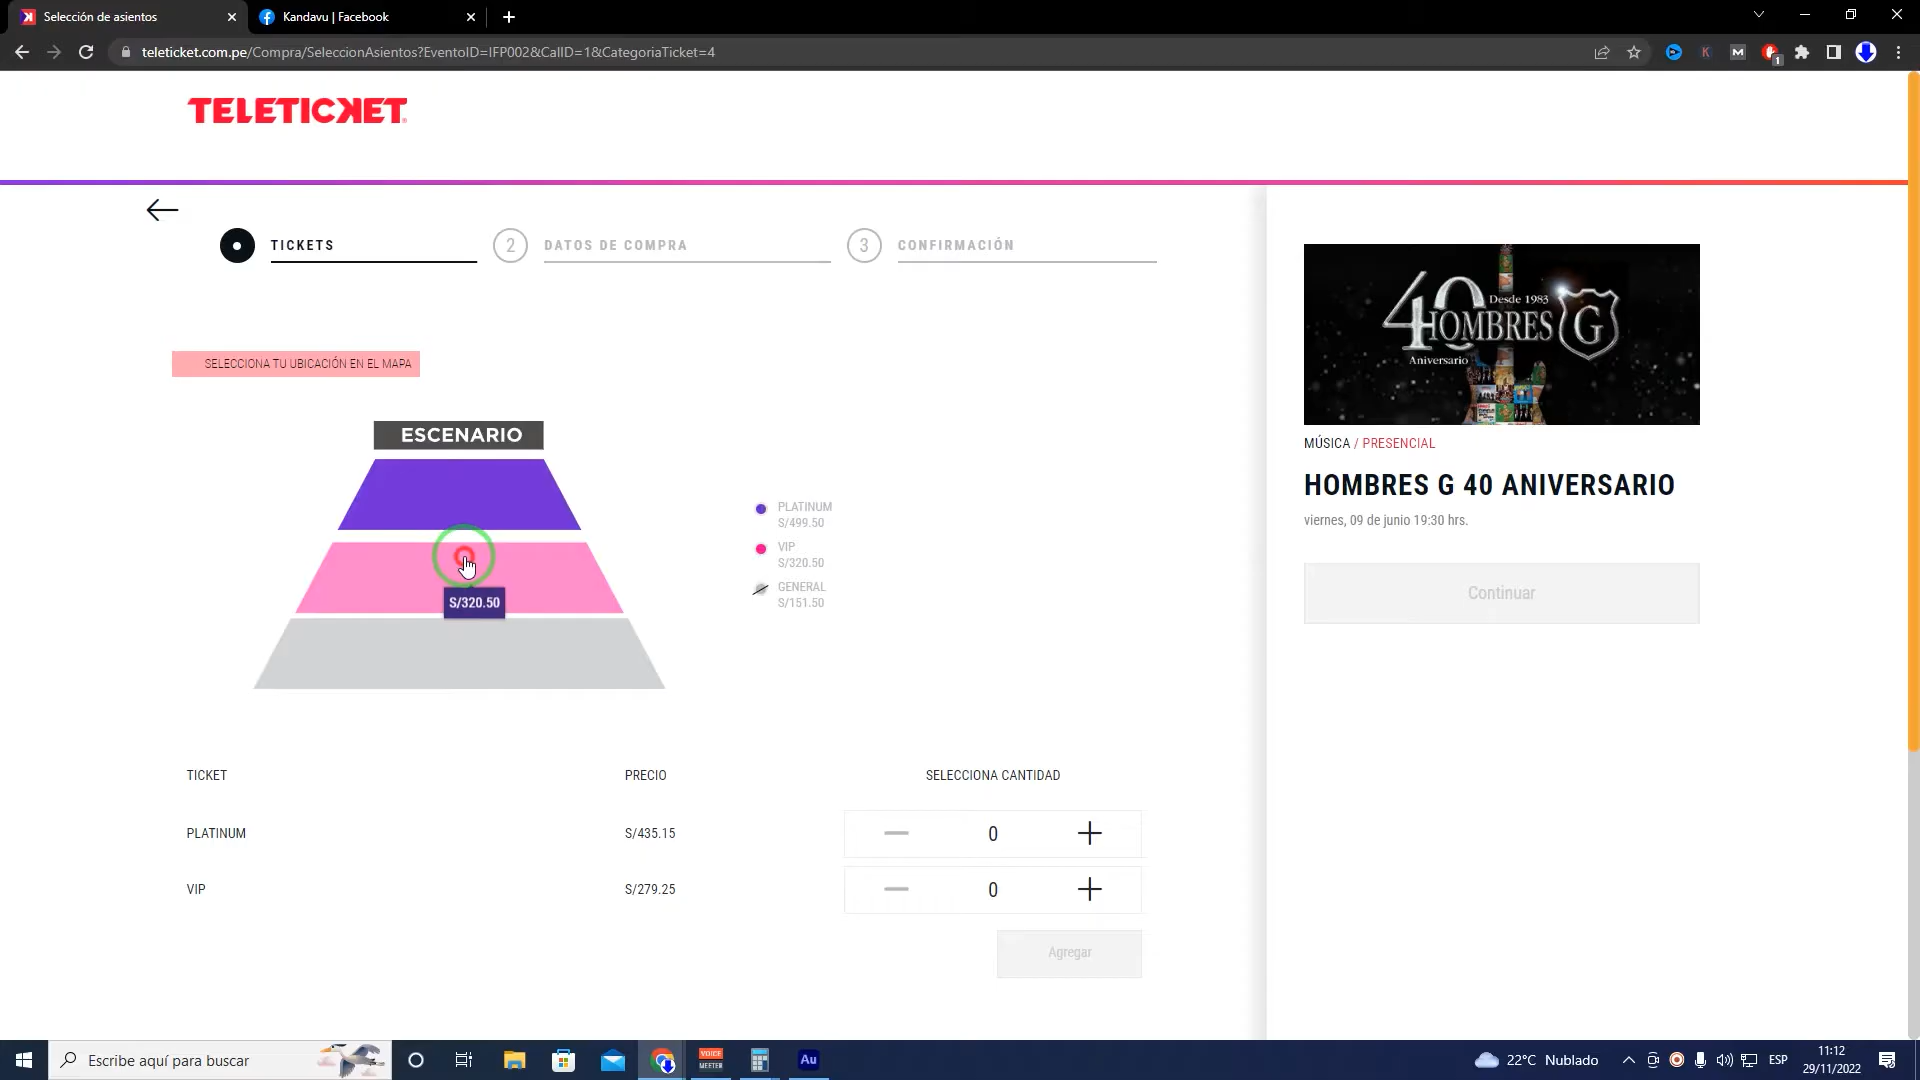 Selección de asientos
Kandavu | Facebook
teleticket.com.pe/Compra/SeleccionAsientos?EventoID=IFP002&CallID=1&CategoriaTicket=4
TELETICKET
TICKETS
2 DATOS DE COMPRA
3 CONFIRMACIÓN
SELECCIONA TU UBICACIÓN EN EL MAPA
ESCENARIO
S/320.50
PLATINUM
S/499.50
VIP
S/320.50
GENERAL
S/151.50
TICKET PRECIO SELECCIONA CANTIDAD
PLATINUM S/435.15 0
VIP S/279.25 0
Agregar
40 HOMBRES G
Desde 1983
Aniversario
MÚSICA / PRESENCIAL
HOMBRES G 40 ANIVERSARIO
viernes, 09 de junio 19:30 hrs.
Continuar
Escribe aquí para buscar
VOICE
MEETER
Au
22°C Nublado
ESP
11:12
29/11/2022